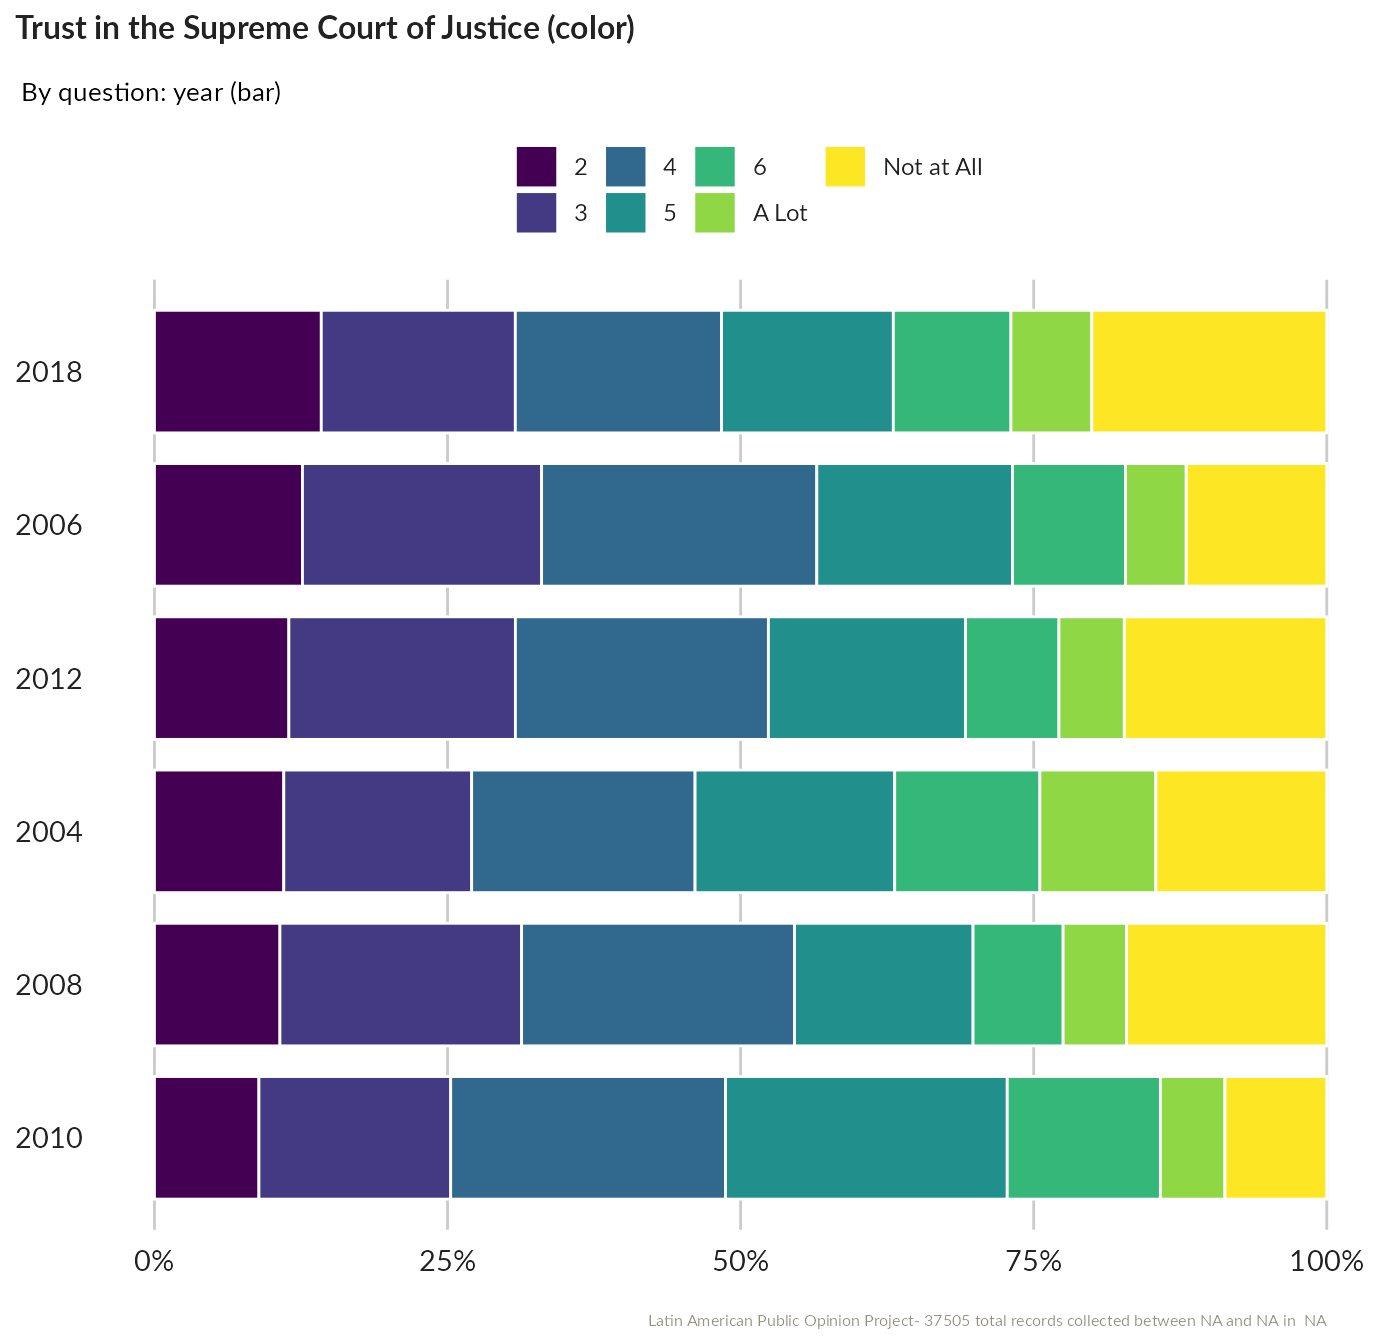 Trust in the Supreme Court of Justice (color)
By question: year (bar)
2 4 6 Not at All
3 5 A Lot
2018
2006
2012
2004
2008
2010
0% 25% 50% 75% 100%
Latin American Public Opinion Project- 37505 total records collected between NA and NA in  NA